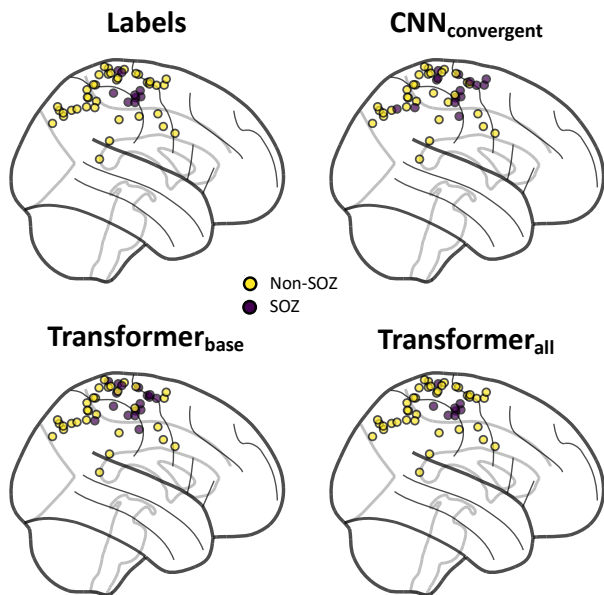 Labels
CNNconvergent
Non-SOZ
SOZ
Transformerbase
Transformerall